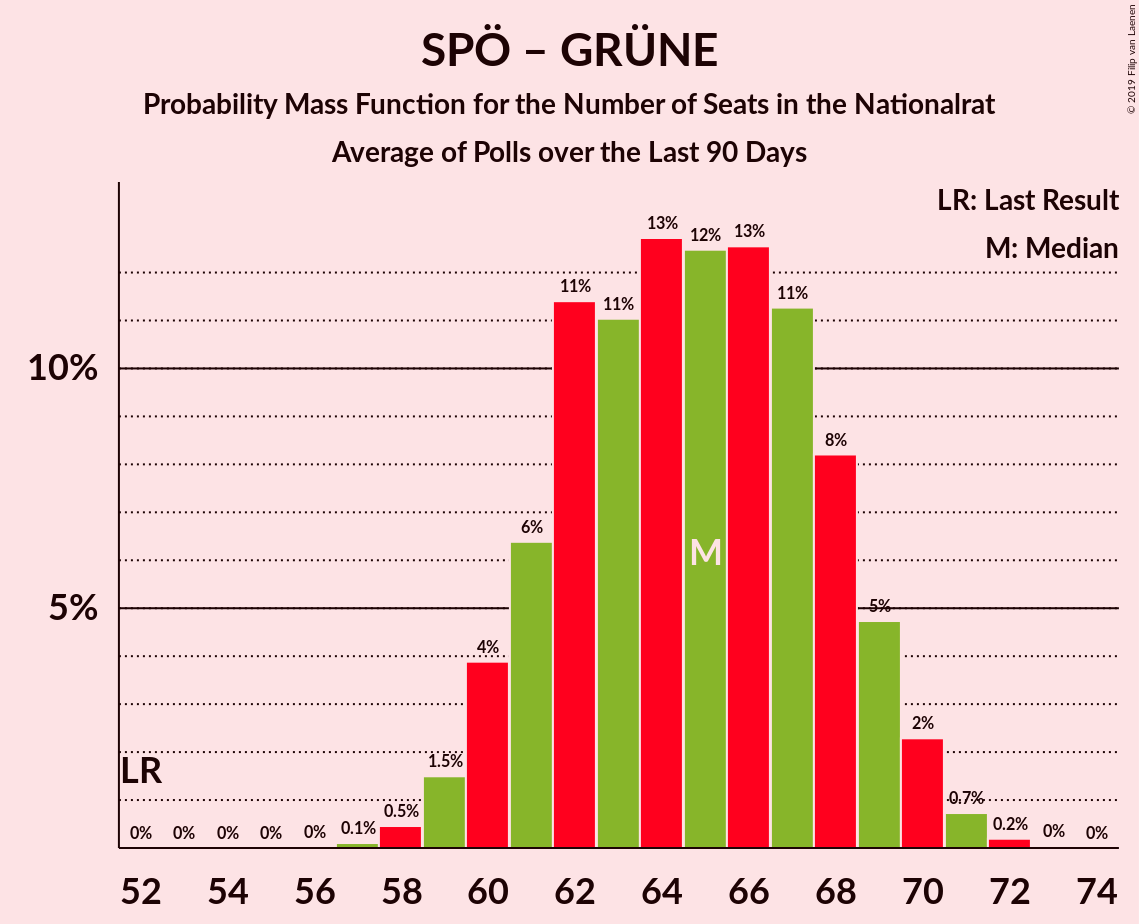 SPÖ – GRÜNE
Probability Mass Function for the Number of Seats in the Nationalrat
Average of Polls over the Last 90 Days
© 2019 Filip van Laenen
LR: Last Result
M: Median
13%
12%
13%
11%
11%
11%
10%
8%
6%
M
5%
5%
4%
2%
1.5%
LR
0.7%
0.5%
0.2%
0.1%
0%
0%
0%
0%
0%
0%
0%
52 54 56 58 60 62 64 66 68 70 72 74